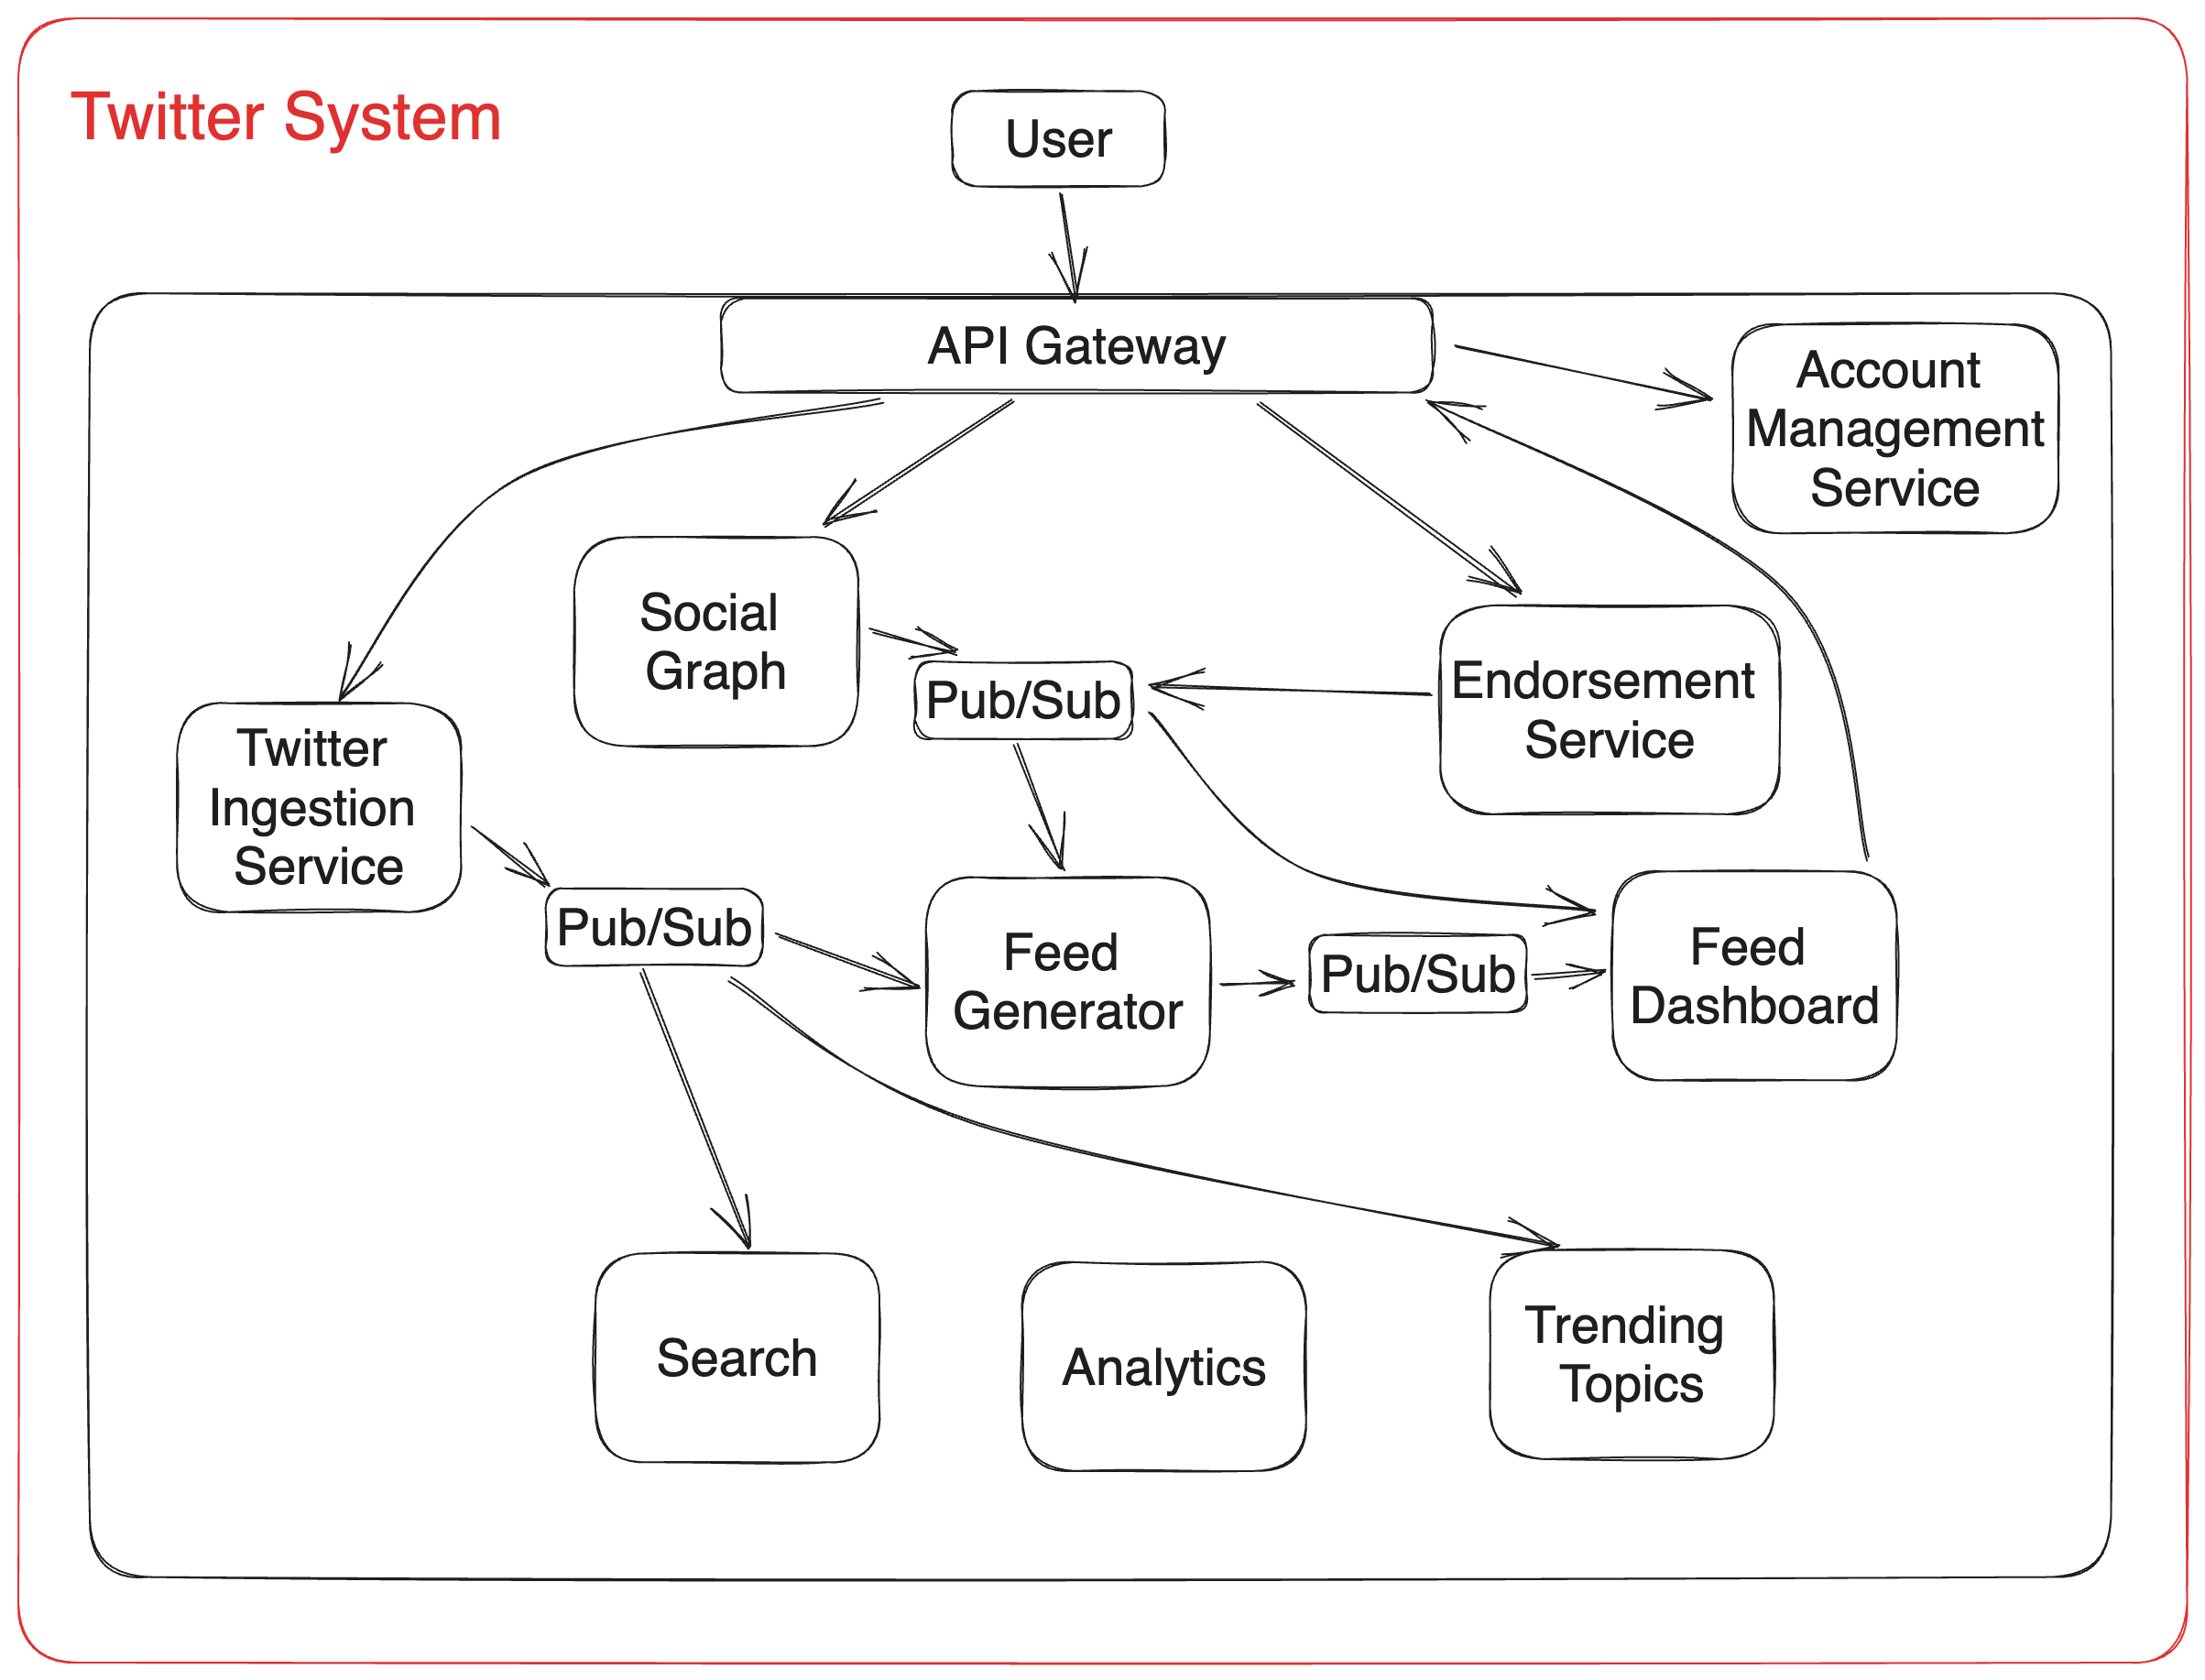 Twitter System
User
API Gateway
Account
Management
Service
Social
Graph
Pub/Sub
Endorsement
Service
Twitter
Ingestion
Service
Pub/Sub
Feed
Generator
Pub/Sub
Feed
Dashboard
Search
Analytics
Trending
Topics